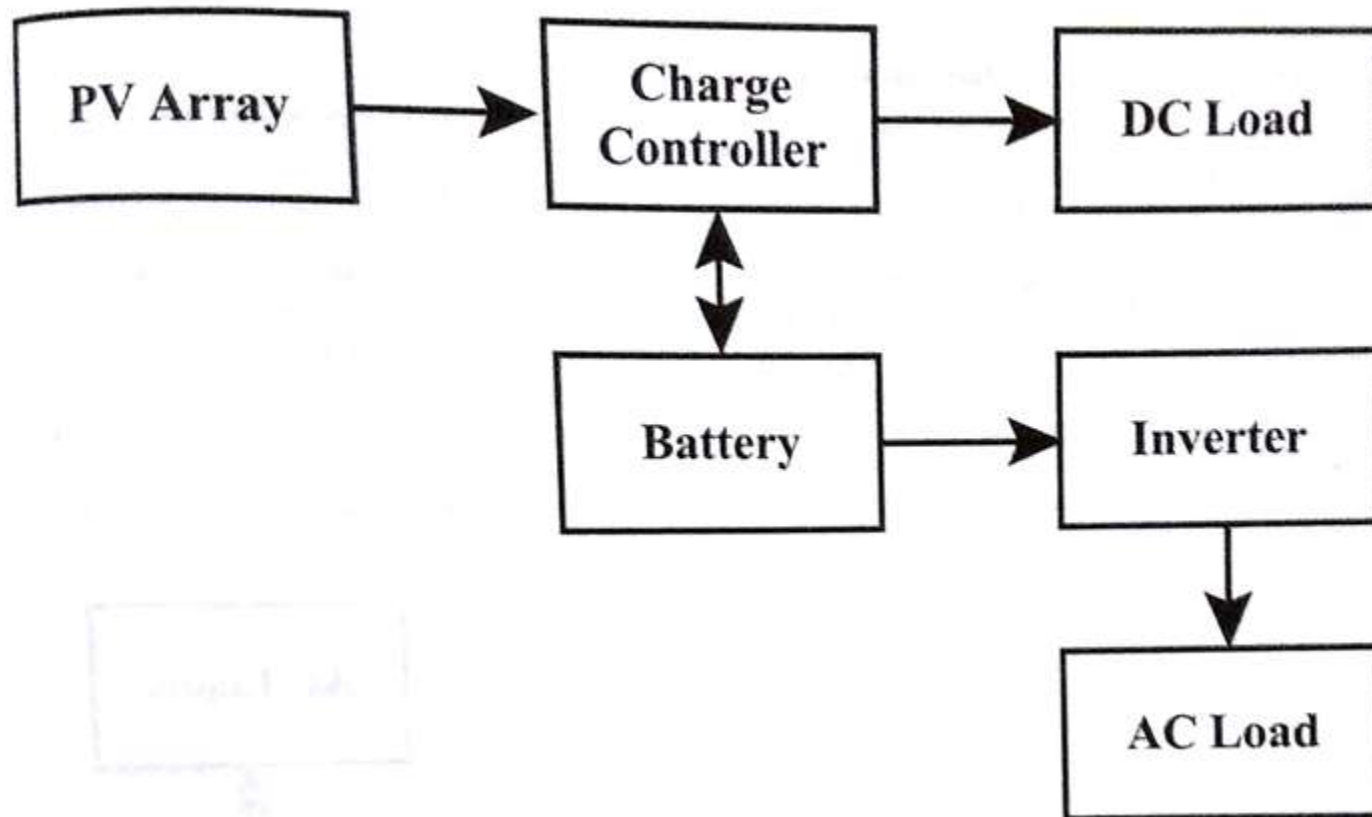 PV Array
Charge
Controller
DC Load
Battery
Inverter
AC Load